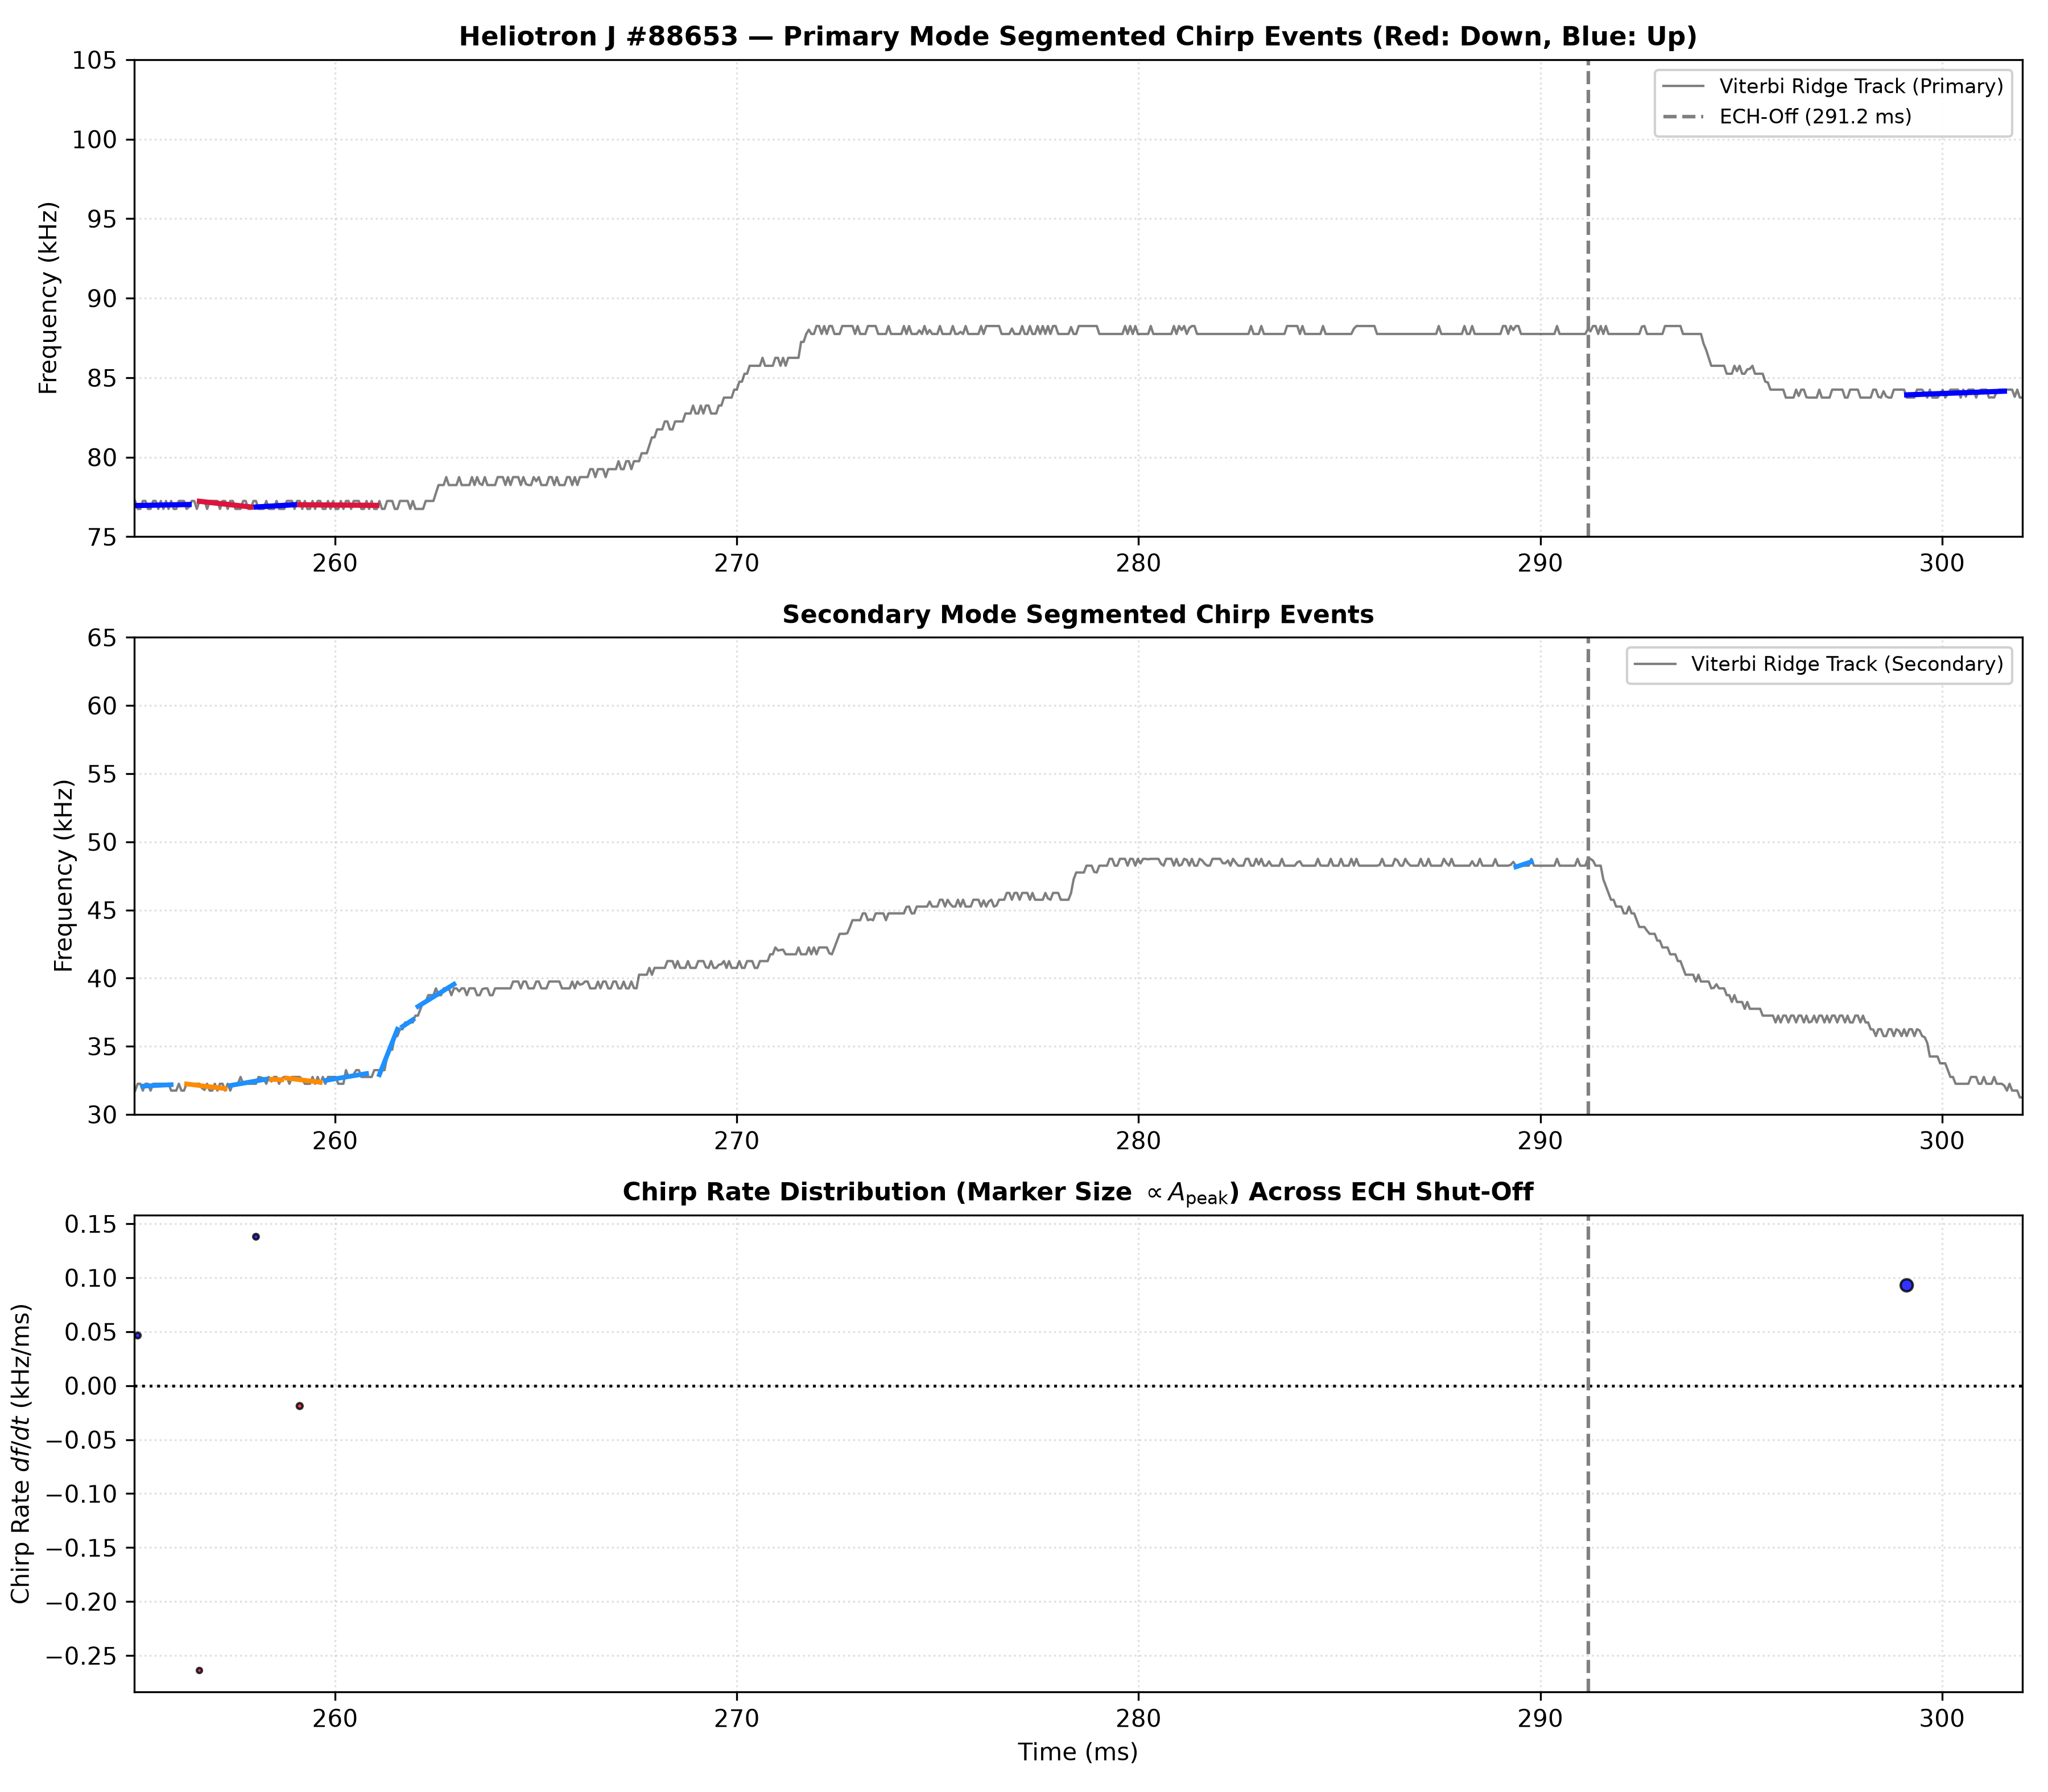 Heliotron J #88653 — Primary Mode Segmented Chirp Events (Red: Down, Blue: Up)
105
100
95
90
85
80
75
Frequency (kHz)
Viterbi Ridge Track (Primary)
ECH-Off (291.2 ms)
260 270 280 290 300
Secondary Mode Segmented Chirp Events
65
60
55
50
45
40
35
30
Frequency (kHz)
Viterbi Ridge Track (Secondary)
260 270 280 290 300
Chirp Rate Distribution (Marker Size ∝ A_peak) Across ECH Shut-Off
0.15
0.10
0.05
0.00
−0.05
−0.10
−0.15
−0.20
−0.25
Chirp Rate df/dt (kHz/ms)
260 270 280 290 300
Time (ms)